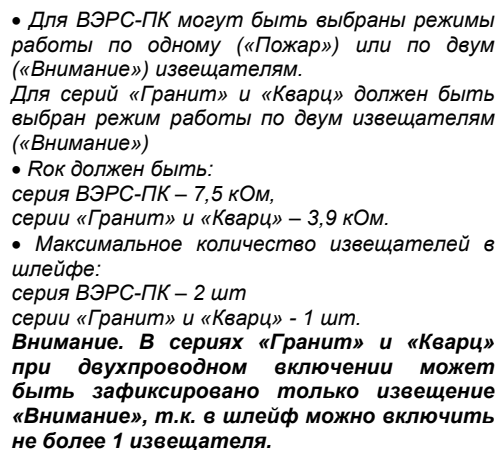 • Для ВЭРС-ПК могут быть выбраны режимы
работы по одному («Пожар») или по двум
(«Внимание») извещателям.
Для серий «Гранит» и «Кварц» должен быть
выбран режим работы по двум извещателям
(«Внимание»)
• Rок должен быть:
серия ВЭРС-ПК – 7,5 кОм,
серии «Гранит» и «Кварц» – 3,9 кОм.
• Максимальное количество извещателей в
шлейфе:
серия ВЭРС-ПК – 2 шт
серии «Гранит» и «Кварц» - 1 шт.
Внимание. В сериях «Гранит» и «Кварц»
при двухпроводном включении может
быть зафиксировано только извещение
«Внимание», т.к. в шлейф можно включить
не более 1 извещателя.